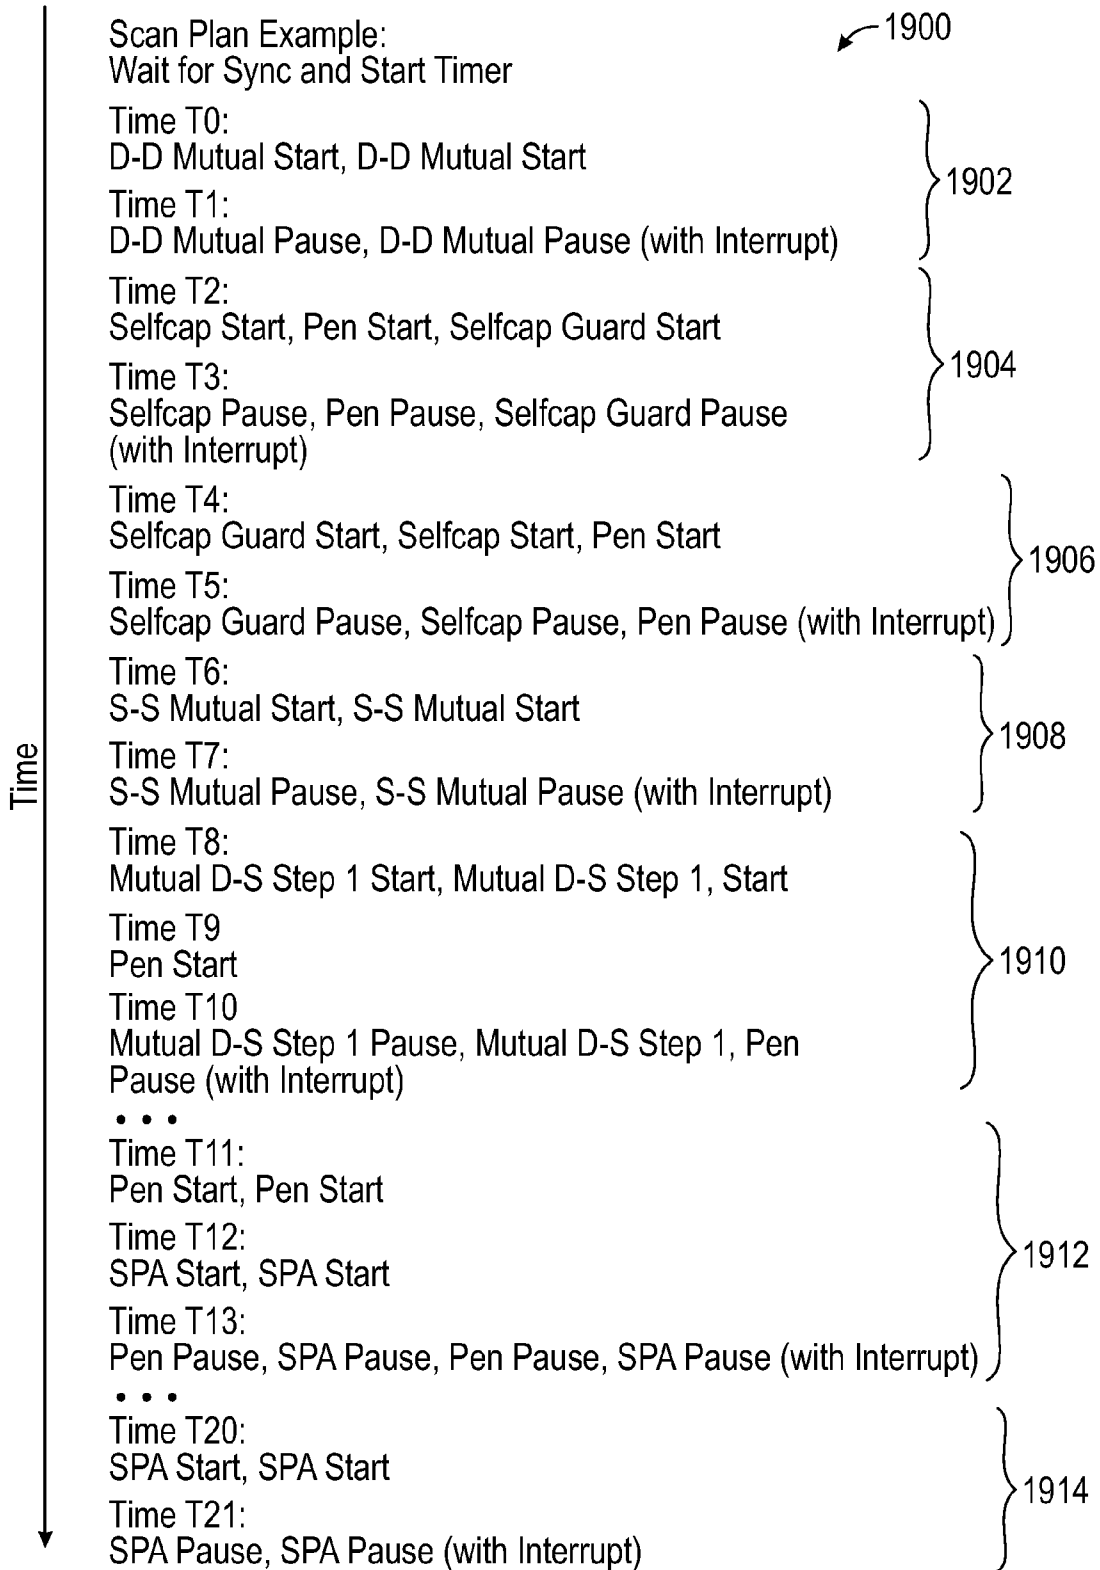 Scan Plan Example:
1900
Wait for Sync and Start Timer
Time T0:
D-D Mutual Start, D-D Mutual Start
1902
Time T1:
D-D Mutual Pause, D-D Mutual Pause (with Interrupt)
Time T2:
Selfcap Start, Pen Start, Selfcap Guard Start
1904
Time T3:
Selfcap Pause, Pen Pause, Selfcap Guard Pause
(with Interrupt)
Time T4:
Selfcap Guard Start, Selfcap Start, Pen Start
1906
Time T5:
Selfcap Guard Pause, Selfcap Pause, Pen Pause (with Interrupt)
Time T6:
S-S Mutual Start, S-S Mutual Start
1908
Time T7:
S-S Mutual Pause, S-S Mutual Pause (with Interrupt)
Time
Time T8:
Mutual D-S Step 1 Start, Mutual D-S Step 1, Start
Time T9
Pen Start
1910
Time T10
Mutual D-S Step 1 Pause, Mutual D-S Step 1, Pen
Pause (with Interrupt)
• • •
Time T11:
Pen Start, Pen Start
Time T12:
SPA Start, SPA Start
1912
Time T13:
Pen Pause, SPA Pause, Pen Pause, SPA Pause (with Interrupt)
• • •
Time T20:
SPA Start, SPA Start
1914
Time T21:
SPA Pause, SPA Pause (with Interrupt)